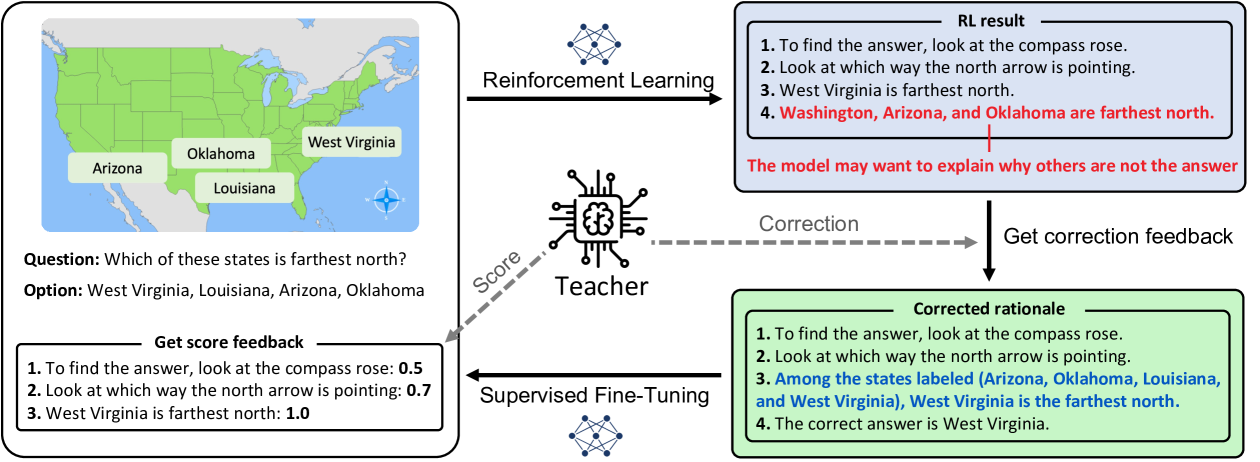 West Virginia
Oklahoma
Arizona
Louisiana
Question: Which of these states is farthest north?
Option: West Virginia, Louisiana, Arizona, Oklahoma
Get score feedback
1. To find the answer, look at the compass rose: 0.5
2. Look at which way the north arrow is pointing: 0.7
3. West Virginia is farthest north: 1.0
Reinforcement Learning
Teacher
Score
Correction
Supervised Fine-Tuning
RL result
1. To find the answer, look at the compass rose.
2. Look at which way the north arrow is pointing.
3. West Virginia is farthest north.
4. Washington, Arizona, and Oklahoma are farthest north.
The model may want to explain why others are not the answer
Get correction feedback
Corrected rationale
1. To find the answer, look at the compass rose.
2. Look at which way the north arrow is pointing.
3. Among the states labeled (Arizona, Oklahoma, Louisiana,
and West Virginia), West Virginia is the farthest north.
4. The correct answer is West Virginia.